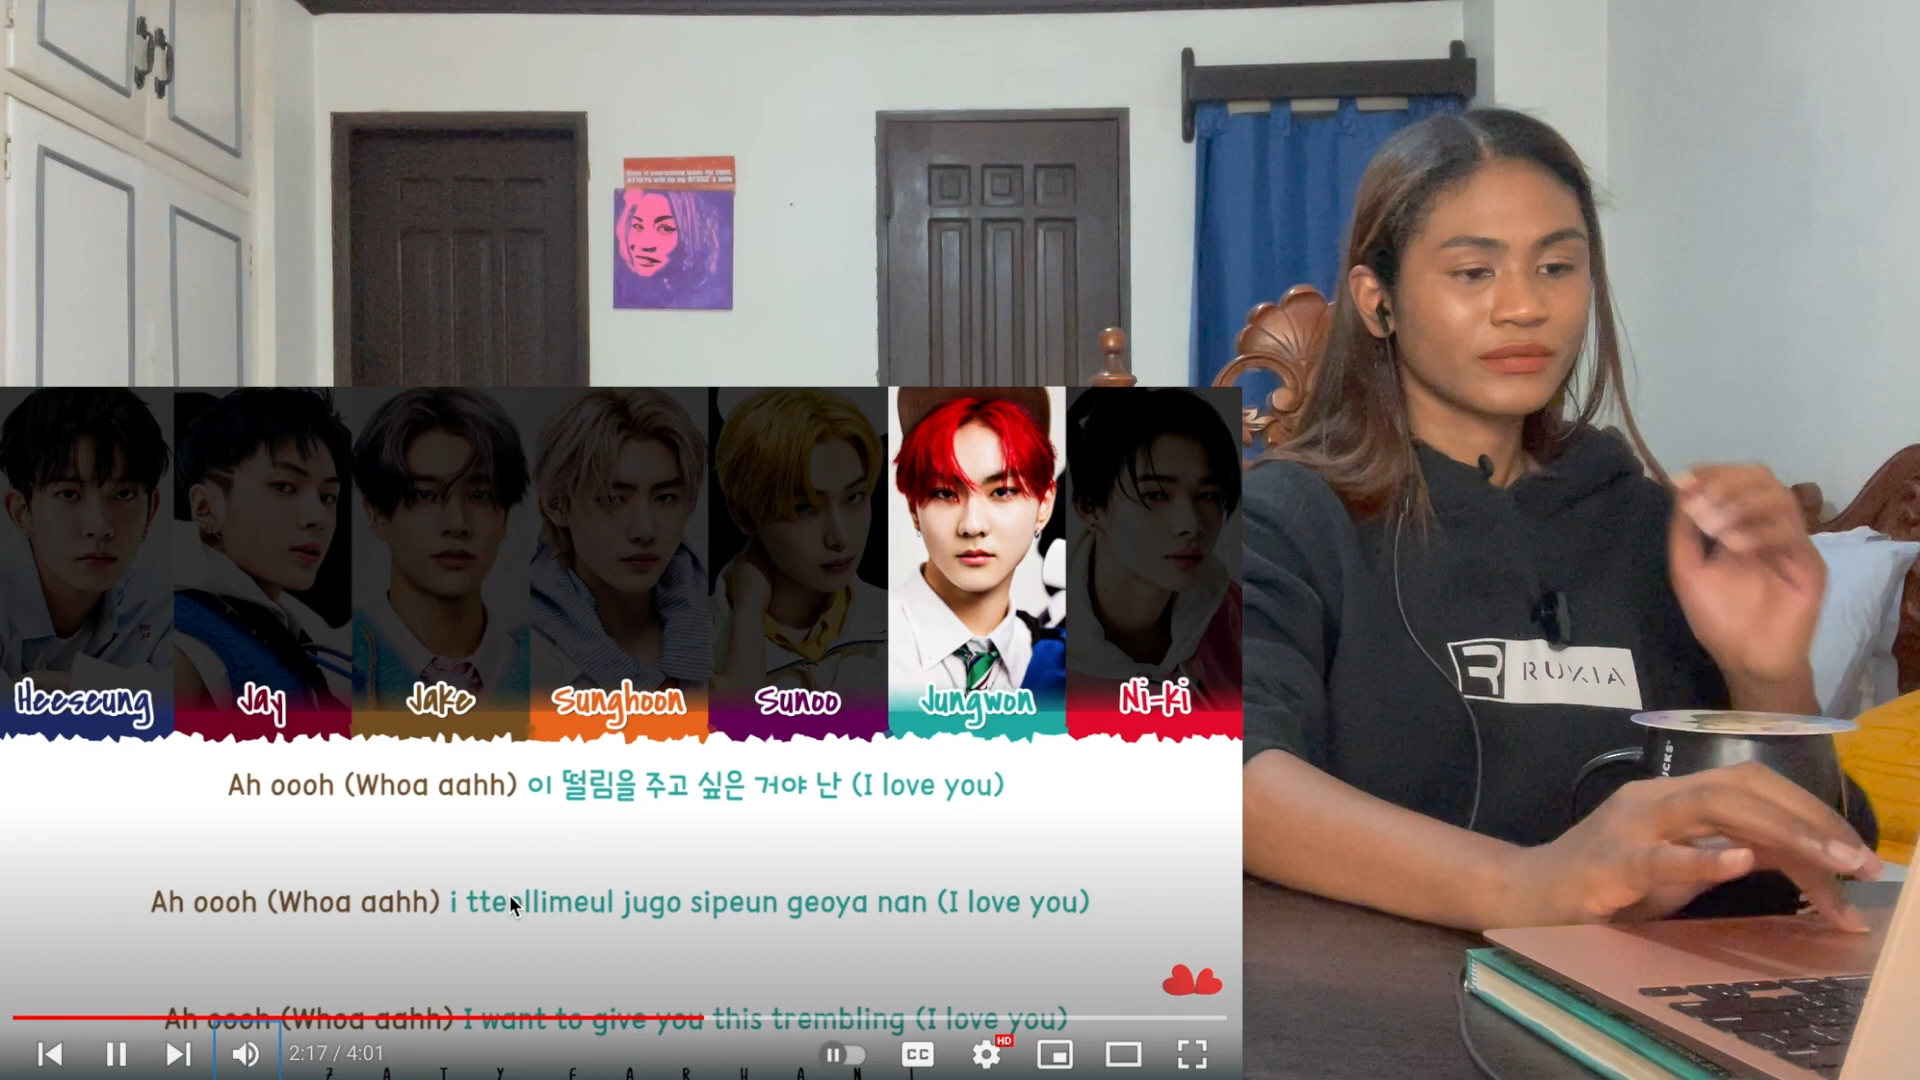 Heeseung
Jay
Jake
Sunghoon
Sunoo
Jungwon
Ni-ki
Ah oooh (Whoa aahh) 이 떨림을 주고 싶은 거야 난 (I love you)
Ah oooh (Whoa aahh) i tteollimeul jugo sipeun geoya nan (I love you)
Ah oooh (Whoa aahh) I want to give you this trembling (I love you)
2:17 / 4:01
CC
HD
Z A T Y F A R H A N I
R RUXIA